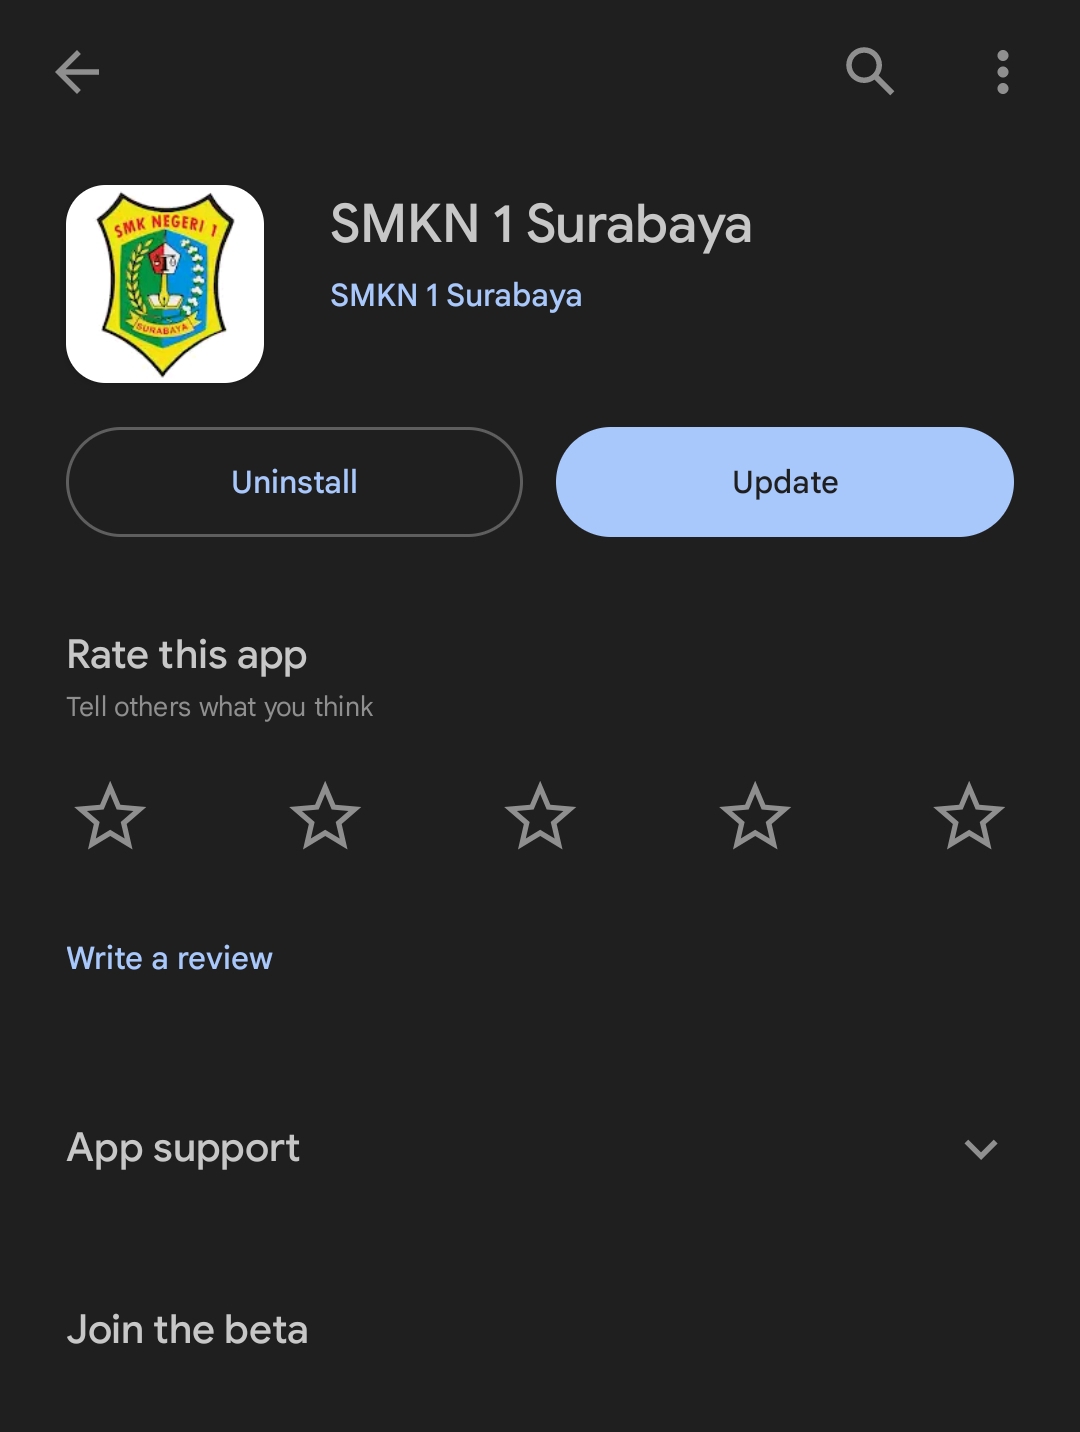 SMK NEGERI 1
SURABAYA
SMKN 1 Surabaya
SMKN 1 Surabaya
Uninstall
Update
Rate this app
Tell others what you think
Write a review
App support
Join the beta